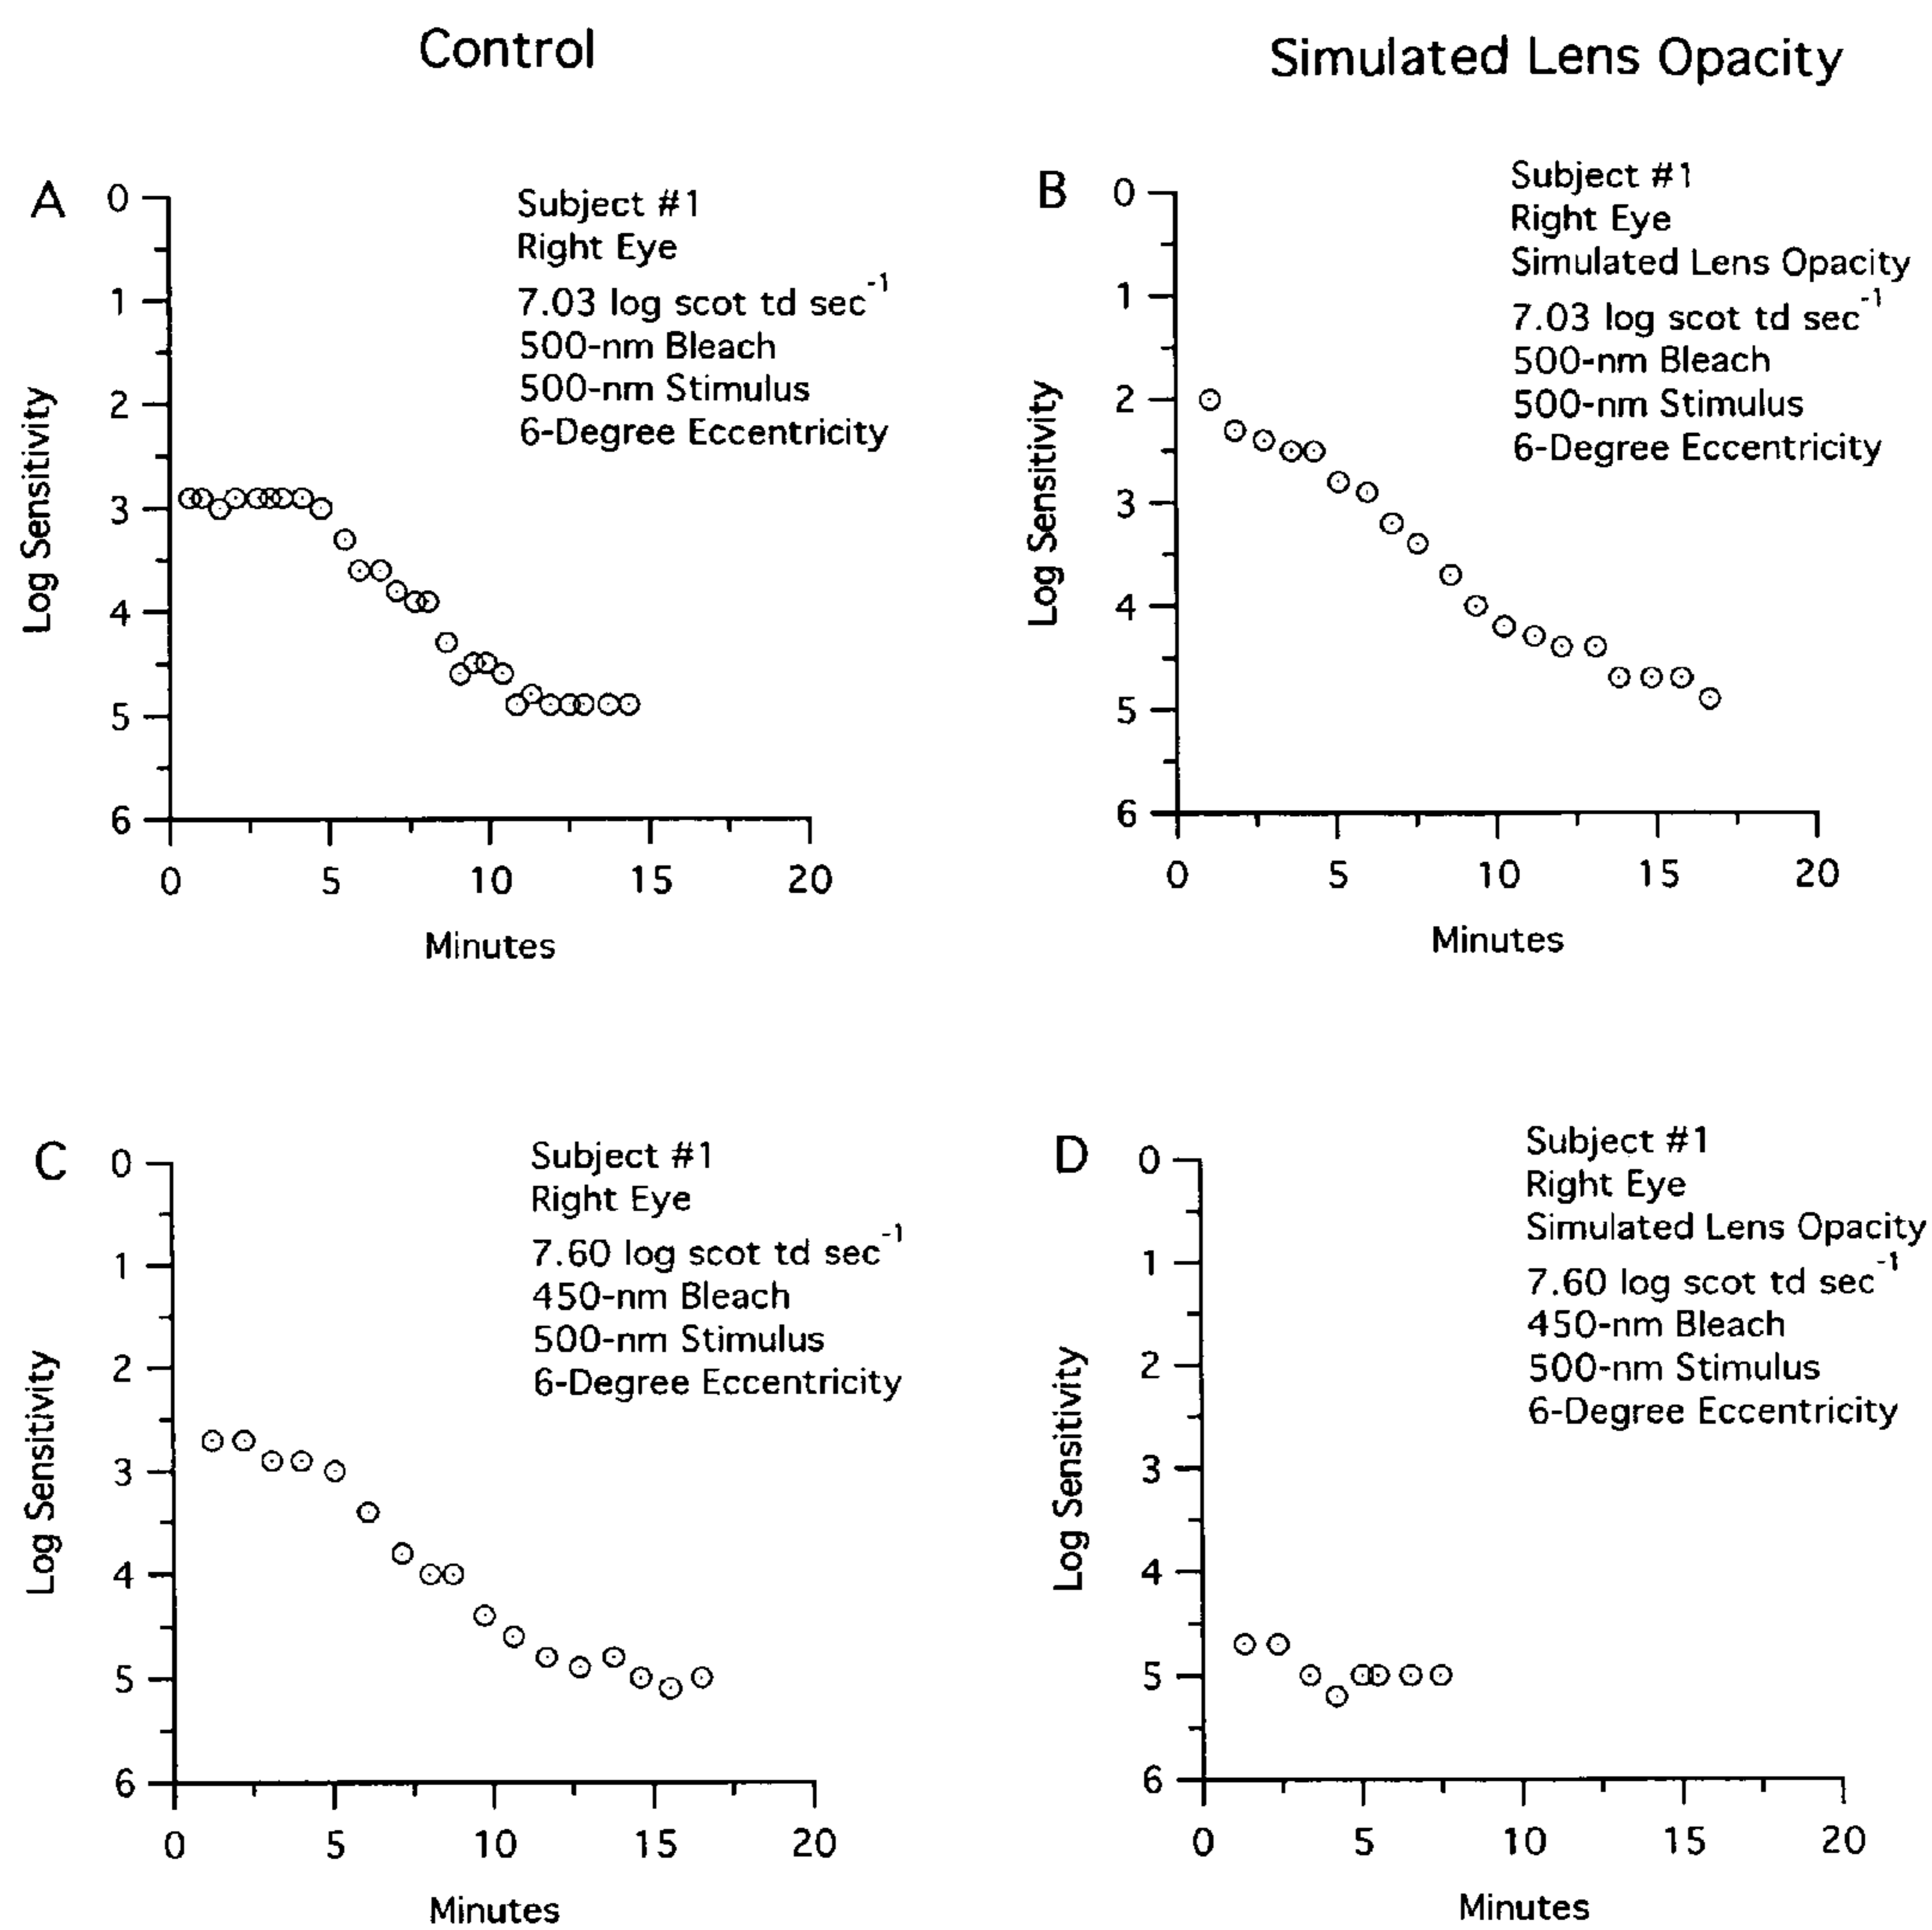 Control
Simulated Lens Opacity
A
Subject #1
Right Eye
7.03 log scot td sec-1
500-nm Bleach
500-nm Stimulus
6-Degree Eccentricity
Log Sensitivity
0
1
2
3
4
5
6
0 5 10 15 20
Minutes
B
Subject #1
Right Eye
Simulated Lens Opacity
7.03 log scot td sec-1
500-nm Bleach
500-nm Stimulus
6-Degree Eccentricity
Log Sensitivity
0
1
2
3
4
5
6
0 5 10 15 20
Minutes
C
Subject #1
Right Eye
7.60 log scot td sec-1
450-nm Bleach
500-nm Stimulus
6-Degree Eccentricity
Log Sensitivity
0
1
2
3
4
5
6
0 5 10 15 20
Minutes
D
Subject #1
Right Eye
Simulated Lens Opacity
7.60 log scot td sec-1
450-nm Bleach
500-nm Stimulus
6-Degree Eccentricity
Log Sensitivity
0
1
2
3
4
5
6
0 5 10 15 20
Minutes